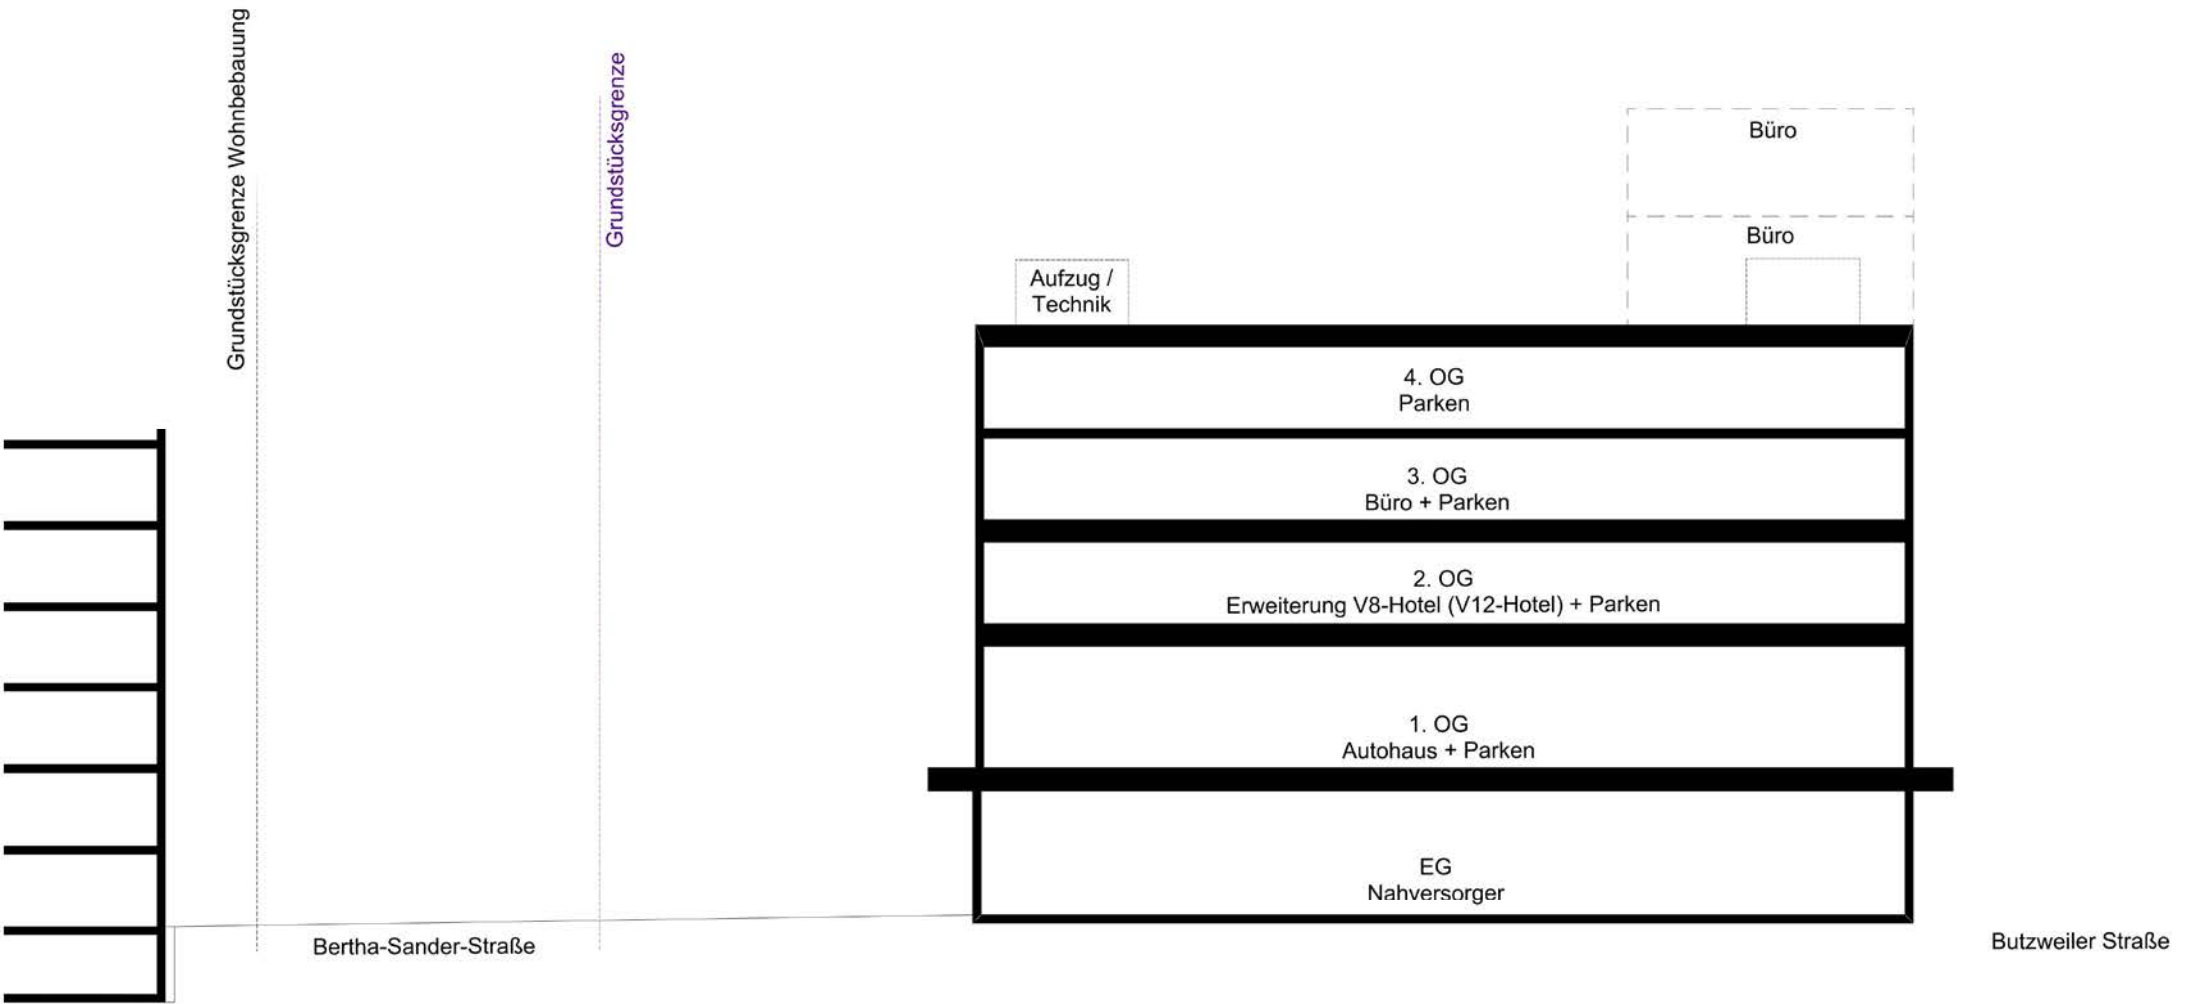 Grundstücksgrenze Wohnbebauung
Grundstücksgrenze
Büro
Büro
Aufzug /
Technik
4. OG
Parken
3. OG
Büro + Parken
2. OG
Erweiterung V8-Hotel (V12-Hotel) + Parken
1. OG
Autohaus + Parken
EG
Nahversorger
Bertha-Sander-Straße
Butzweiler Straße